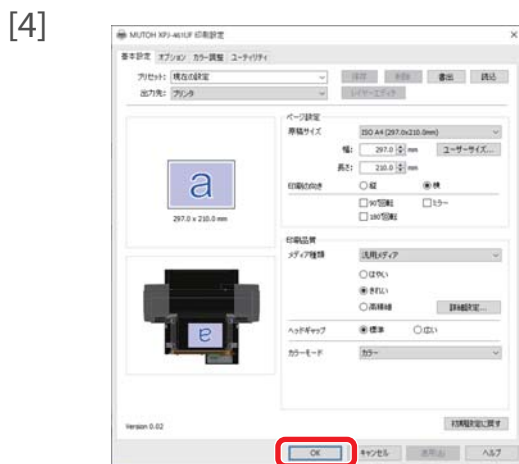 [4]
MUTOH XPJ-461UF 印刷設定
基本設定 オプション カラー調整 ユーティリティ
プリセット: 現在の設定 保存 削除 書出 読込
出力先: プリンタ レイヤーエディタ
ページ設定
原稿サイズ ISO A4 (297.0x210.0mm)
幅: 297.0 mm ユーザーサイズ...
長さ: 210.0 mm
印刷の向き 縦 横
90°回転 ミラー
180°回転
a
297.0 x 210.0 mm
印刷品質
メディア種類 汎用メディア
はやい
きれい
高精細 詳細設定...
ヘッドギャップ 標準 広い
カラーモード カラー
a
Version 0.02 初期設定に戻す
OK キャンセル 適用(A) ヘルプ